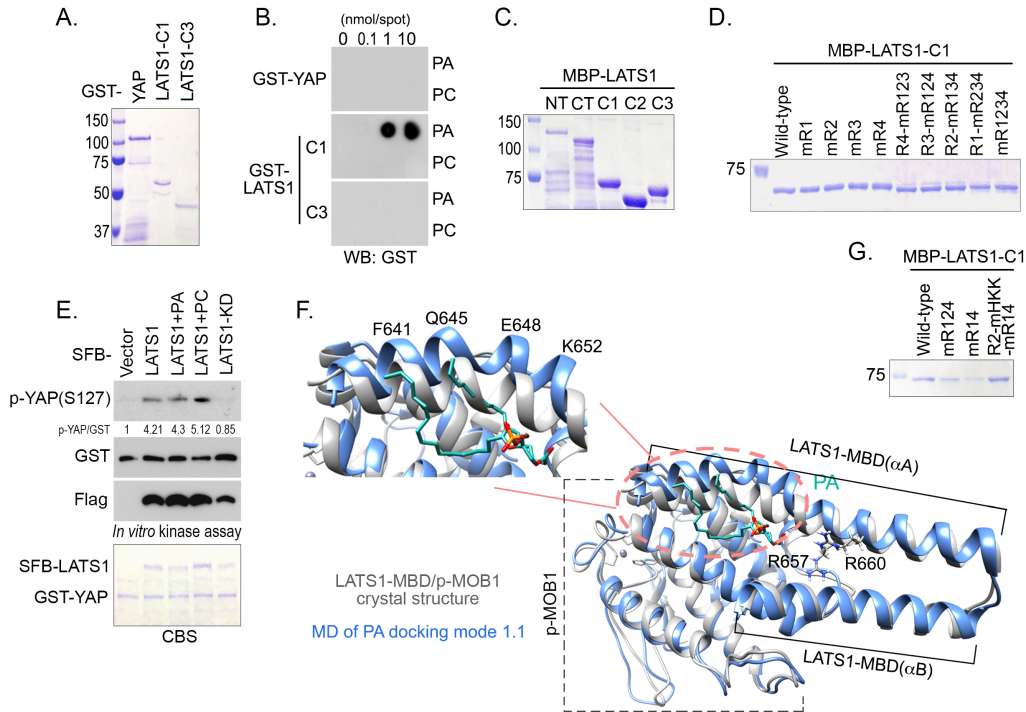 A.
GST-
YAP
LATS1-C1
LATS1-C3
150
100
75
50
37
B.
(nmol/spot)
0 0.1 1 10
GST-YAP
PA
PC
GST-
LATS1
C1
PA
PC
C3
PA
PC
WB: GST
C.
MBP-LATS1
NT CT C1 C2 C3
150
100
75
D.
MBP-LATS1-C1
Wild-type
mR1
mR2
mR3
mR4
R4-mR123
R3-mR124
R2-mR134
R1-mR234
mR1234
75
E.
SFB-
Vector
LATS1
LATS1+PA
LATS1+PC
LATS1-KD
p-YAP(S127)
p-YAP/GST 1 4.21 4.3 5.12 0.85
GST
Flag
In vitro kinase assay
SFB-LATS1
GST-YAP
CBS
F.
F641
Q645
E648
K652
LATS1-MBD(αA)
PA
R657
R660
p-MOB1
LATS1-MBD(αB)
LATS1-MBD/p-MOB1
crystal structure
MD of PA docking mode 1.1
G.
MBP-LATS1-C1
Wild-type
mR124
mR14
R2-mHKK
-mR14
75